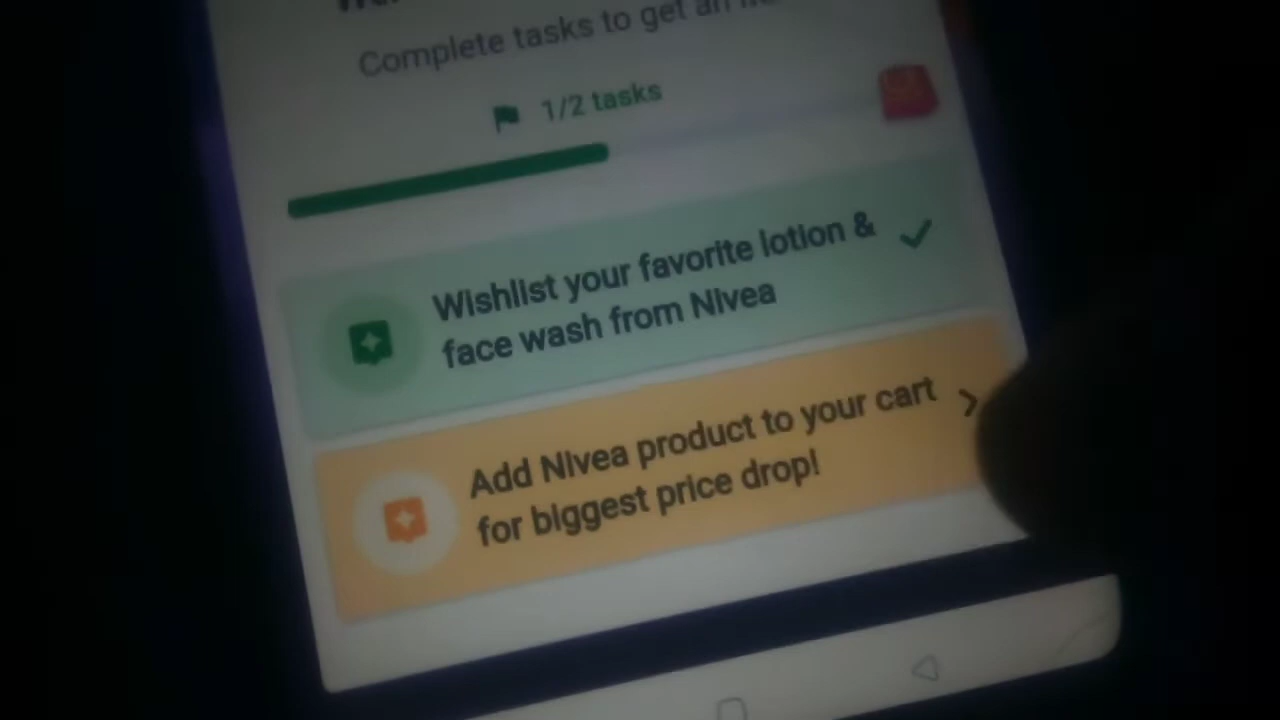 Complete tasks to get an
1/2 tasks
Wishlist your favorite lotion &
face wash from Nivea
Add Nivea product to your cart
for biggest price drop!